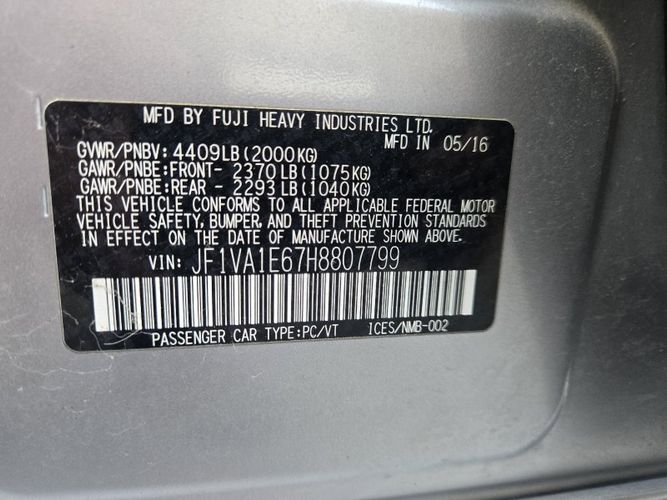 MFD BY FUJI HEAVY INDUSTRIES LTD.
MFD IN 05/16
GVWR/PNBV: 4409LB(2000KG)
GAWR/PNBE:FRONT- 2370LB(1075KG)
GAWR/PNBE:REAR - 2293LB(1040KG)
THIS VEHICLE CONFORMS TO ALL APPLICABLE FEDERAL MOTOR
VEHICLE SAFETY, BUMPER, AND THEFT PREVENTION STANDARDS
IN EFFECT ON THE DATE OF MANUFACTURE SHOWN ABOVE.
VIN: JF1VA1E67H8807799
PASSENGER CAR TYPE:PC/VT ICES/NMB-002